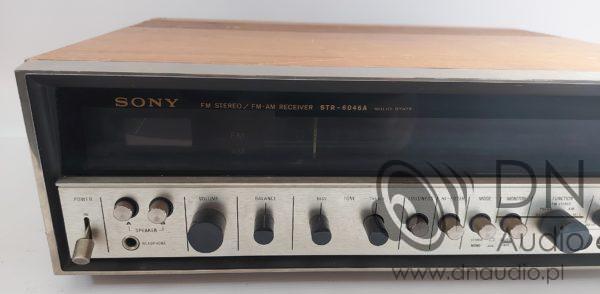 SONY FM STEREO / FM-AM RECEIVER STR-6046A SOLID STATE
FM
POWER VOLUME BALANCE BASS TONE TREBLE MODE MONITOR FUNCTION
A B
SPEAKER
HEADPHONE
DN
Audio
www.dnaudio.pl